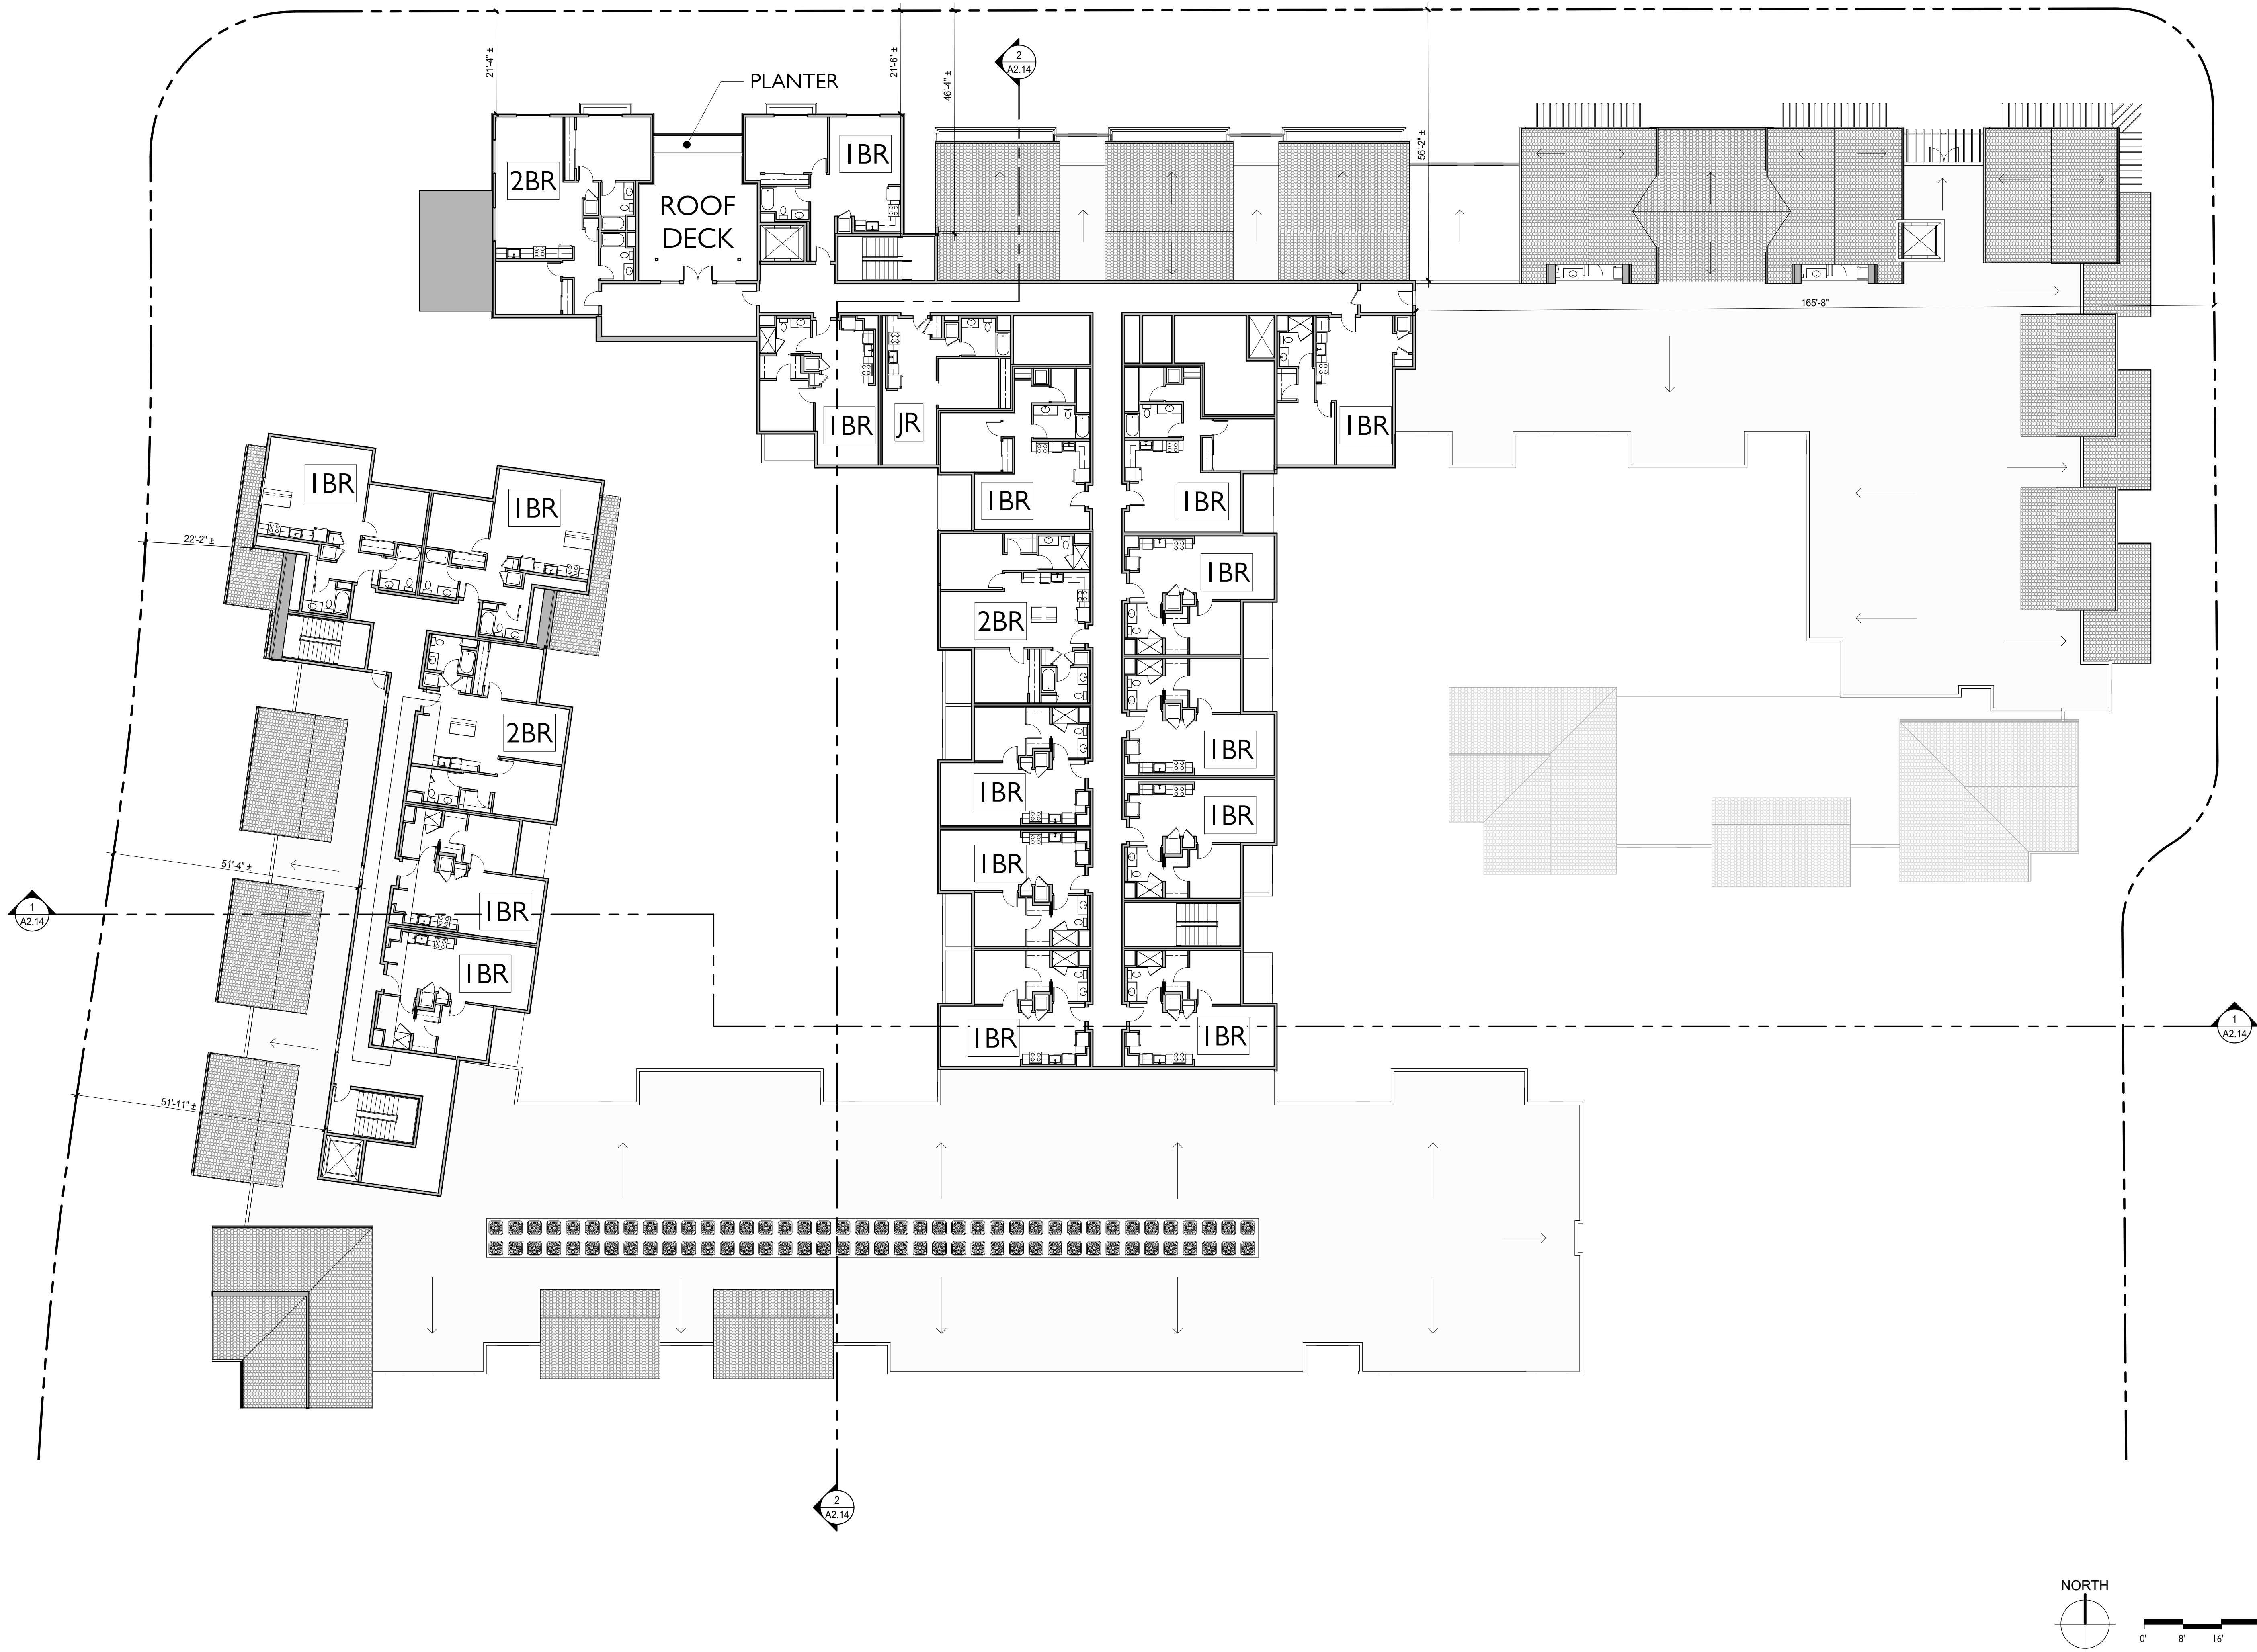 21'-4" ±
21'-6" ±
46'-4" ±
56'-2" ±
2
A2.14
PLANTER
2BR
ROOF
DECK
1BR
165'-8"
1BR
JR
1BR
1BR
1BR
1BR
1BR
22'-2" ±
1BR
2BR
2BR
1BR
1BR
1BR
51'-4" ±
1BR
1BR
1
A2.14
1BR
1BR
1BR
1
A2.14
51'-11" ±
2
A2.14
NORTH
0'
8'
16'